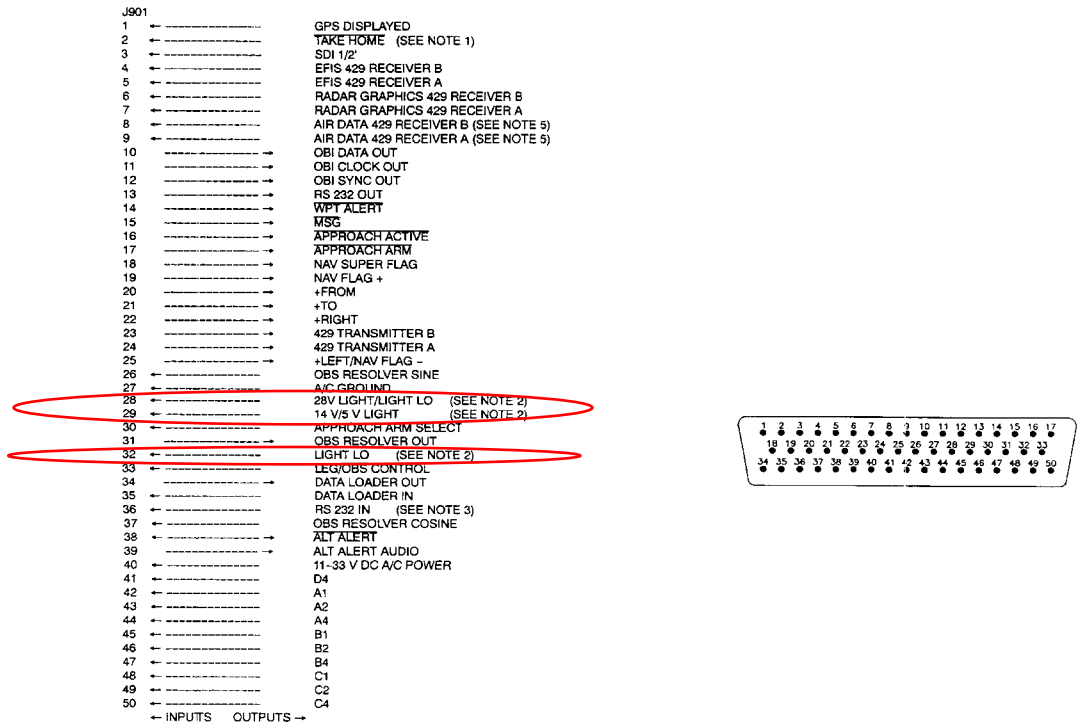 J901
1 GPS DISPLAYED
2 TAKE HOME (SEE NOTE 1)
3 SDI 1/2'
4 EFIS 429 RECEIVER B
5 EFIS 429 RECEIVER A
6 RADAR GRAPHICS 429 RECEIVER B
7 RADAR GRAPHICS 429 RECEIVER A
8 AIR DATA 429 RECEIVER B (SEE NOTE 5)
9 AIR DATA 429 RECEIVER A (SEE NOTE 5)
10 OBI DATA OUT
11 OBI CLOCK OUT
12 OBI SYNC OUT
13 RS 232 OUT
14 WPT ALERT
15 MSG
16 APPROACH ACTIVE
17 APPROACH ARM
18 NAV SUPER FLAG
19 NAV FLAG +
20 +FROM
21 +TO
22 +RIGHT
23 429 TRANSMITTER B
24 429 TRANSMITTER A
25 +LEFT/NAV FLAG –
26 OBS RESOLVER SINE
27 A/C GROUND
28 28V LIGHT/LIGHT LO (SEE NOTE 2)
29 14 V/5 V LIGHT (SEE NOTE 2)
30 APPROACH ARM SELECT
31 OBS RESOLVER OUT
32 LIGHT LO (SEE NOTE 2)
33 LEG/OBS CONTROL
34 DATA LOADER OUT
35 DATA LOADER IN
36 RS 232 IN (SEE NOTE 3)
37 OBS RESOLVER COSINE
38 ALT ALERT
39 ALT ALERT AUDIO
40 11-33 V DC A/C POWER
41 D4
42 A1
43 A2
44 A4
45 B1
46 B2
47 B4
48 C1
49 C2
50 C4
← INPUTS OUTPUTS →
1 2 3 4 5 6 7 8 9 10 11 12 13 14 15 16 17
18 19 20 21 22 23 24 25 26 27 28 29 30 31 32 33
34 35 36 37 38 39 40 41 42 43 44 45 46 47 48 49 50